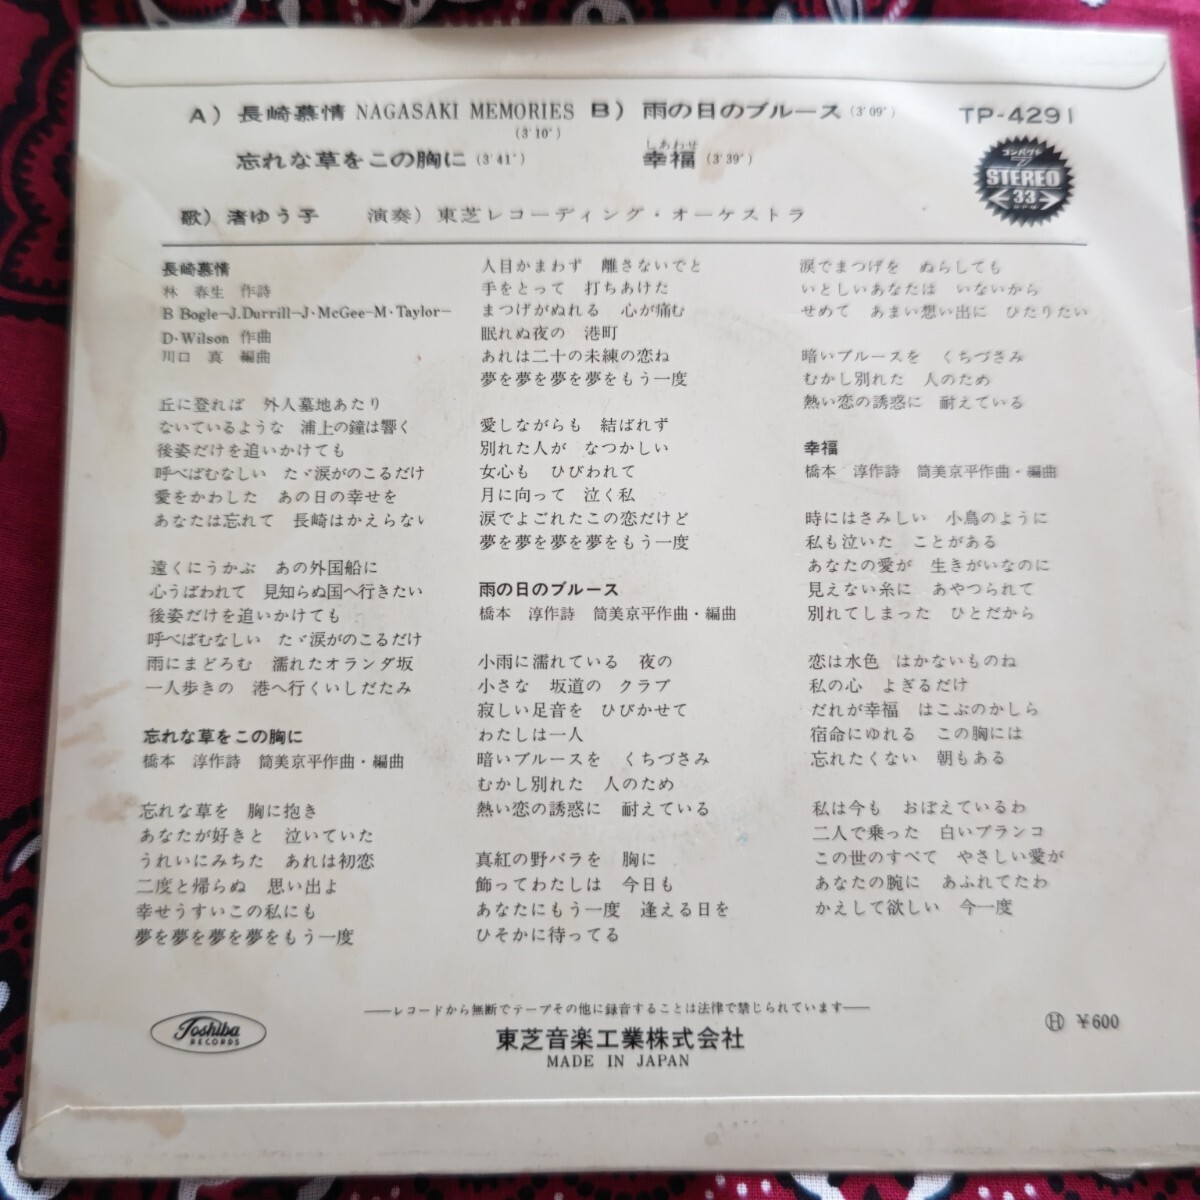 A) 長崎慕情 NAGASAKI MEMORIES (3'10")
忘れな草をこの胸に (3'41")
B) 雨の日のブルース (3'09")
しあわせ
幸福 (3'39")
TP-4291
コンパクト
7
STEREO
33
歌) 渚ゆう子　演奏) 東芝レコーディング・オーケストラ
長崎慕情
林　春生　作詩
B Bogle-J.Durrill-J・McGee-M・Taylor-
D・Wilson 作曲
川口　真　編曲
丘に登れば　外人墓地あたり
ないているような　浦上の鐘は響く
後姿だけを追いかけても
呼べばむなしい　たゞ涙がのこるだけ
愛をかわした　あの日の幸せを
あなたは忘れて　長崎はかえらない
遠くにうかぶ　あの外国船に
心うばわれて　見知らぬ国へ行きたい
後姿だけを追いかけても
呼べばむなしい　たゞ涙がのこるだけ
雨にまどろむ　濡れたオランダ坂
一人歩きの　港へ行くいしだたみ
忘れな草をこの胸に
橋本　淳作詩　筒美京平作曲・編曲
忘れな草を　胸に抱き
あなたが好きと　泣いていた
うれいにみちた　あれは初恋
二度と帰らぬ　思い出よ
幸せうすいこの私にも
夢を夢を夢を夢をもう一度
人目かまわず　離さないでと
手をとって　打ちあけた
まつげがぬれる　心が痛む
眠れぬ夜の　港町
あれは二十の未練の恋ね
夢を夢を夢を夢をもう一度
愛しながらも　結ばれず
別れた人が　なつかしい
女心も　ひびわれて
月に向って　泣く私
涙でよごれたこの恋だけど
夢を夢を夢を夢をもう一度
雨の日のブルース
橋本　淳作詩　筒美京平作曲・編曲
小雨に濡れている　夜の
小さな　坂道の　クラブ
寂しい足音を　ひびかせて
わたしは一人
暗いブルースを　くちづさみ
むかし別れた　人のため
熱い恋の誘惑に　耐えている
真紅の野バラを　胸に
飾ってわたしは　今日も
あなたにもう一度　逢える日を
ひそかに待ってる
涙でまつげを　ぬらしても
いとしいあなたは　いないから
せめて　あまい想い出に　ひたりたい
暗いブルースを　くちづさみ
むかし別れた　人のため
熱い恋の誘惑に　耐えている
幸福
橋本　淳作詩　筒美京平作曲・編曲
時にはさみしい　小鳥のように
私も泣いた　ことがある
あなたの愛が　生きがいなのに
見えない糸に　あやつられて
別れてしまった　ひとだから
恋は水色　はかないものね
私の心　よぎるだけ
だれが幸福　はこぶのかしら
宿命にゆれる　この胸には
忘れたくない　朝もある
私は今も　おぼえているわ
二人で乗った　白いブランコ
この世のすべて　やさしい愛が
あなたの腕に　あふれてたわ
かえして欲しい　今一度
Toshiba
RECORDS
——レコードから無断でテープその他に録音することは法律で禁じられています——
東芝音楽工業株式会社
MADE IN JAPAN
Ⓗ ¥600